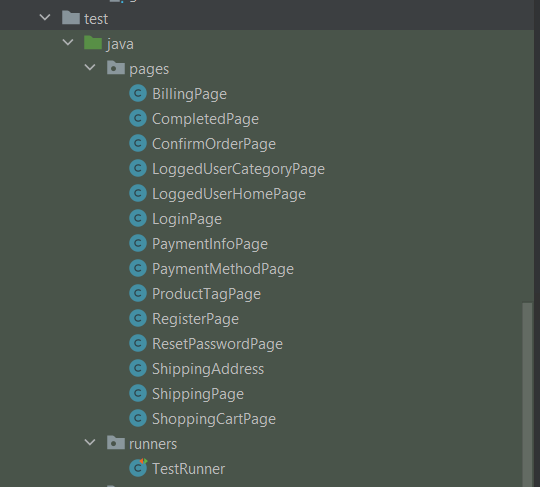 test
java
pages
BillingPage
CompletedPage
ConfirmOrderPage
LoggedUserCategoryPage
LoggedUserHomePage
LoginPage
PaymentInfoPage
PaymentMethodPage
ProductTagPage
RegisterPage
ResetPasswordPage
ShippingAddress
ShippingPage
ShoppingCartPage
runners
TestRunner